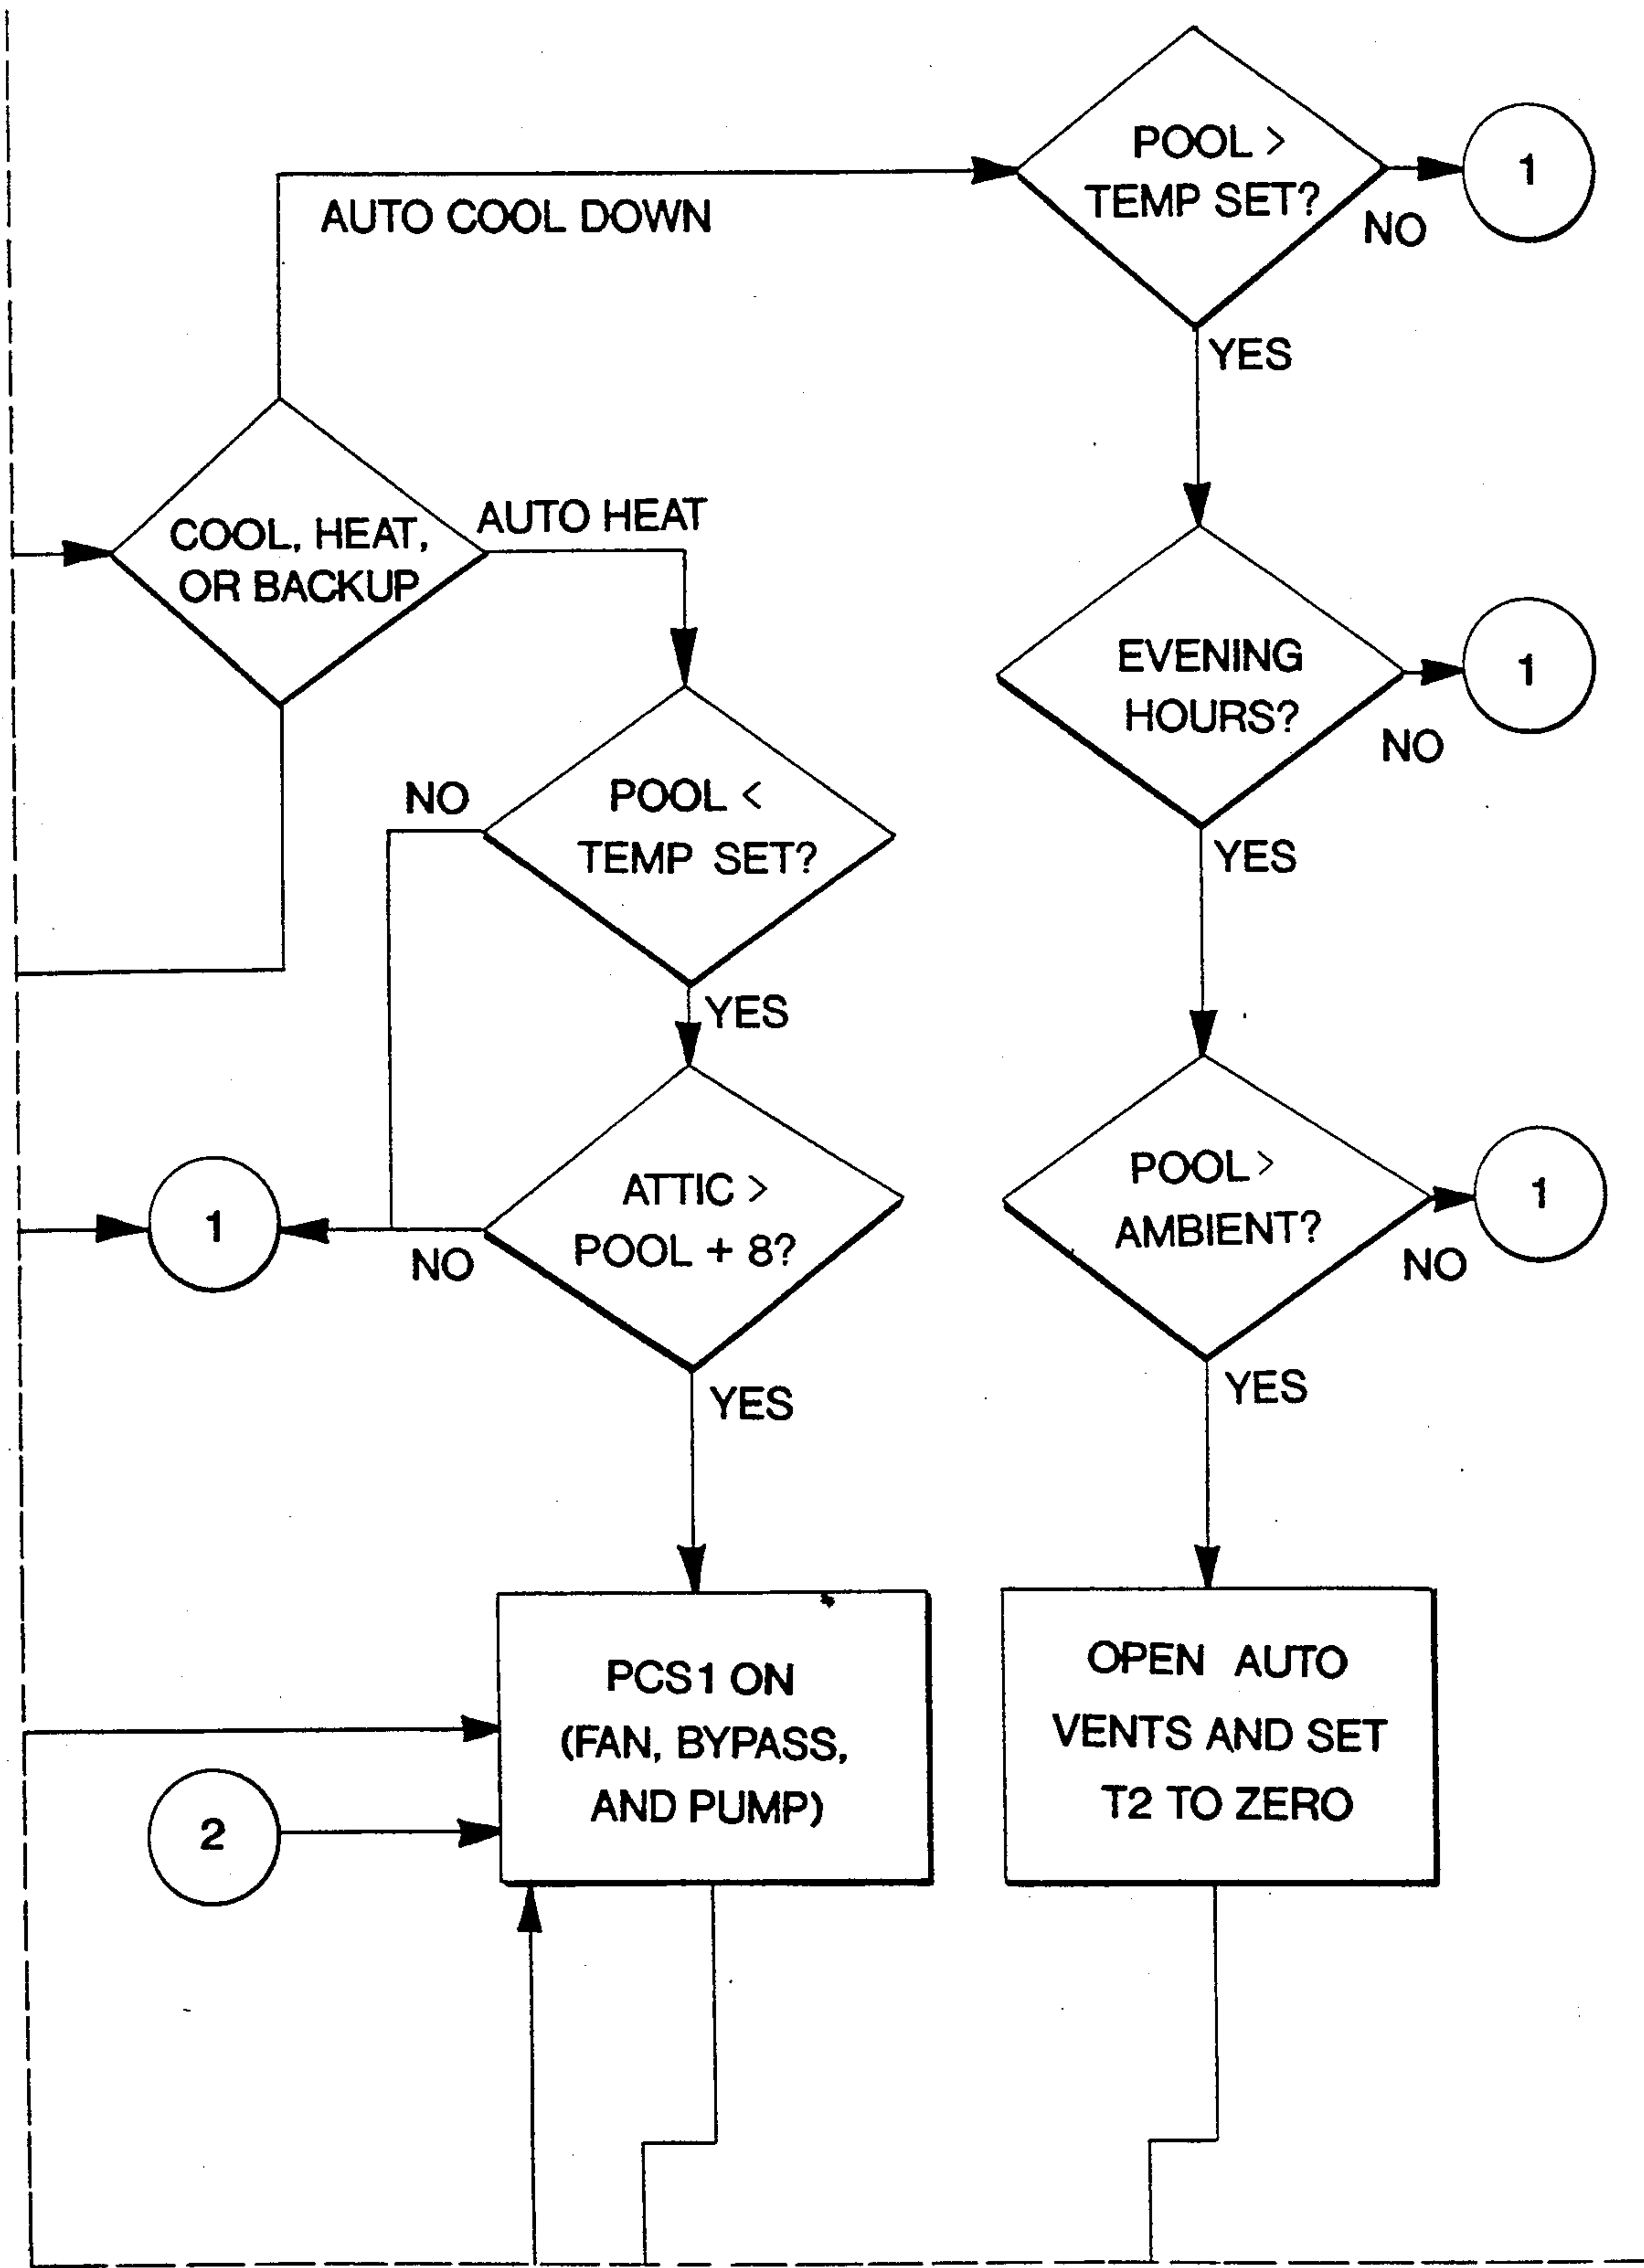 POOL >
TEMP SET?
NO
1
AUTO COOL DOWN
YES
COOL, HEAT,
OR BACKUP
AUTO HEAT
EVENING
HOURS?
NO
1
YES
POOL <
TEMP SET?
NO
YES
ATTIC >
POOL + 8?
NO
1
YES
POOL >
AMBIENT?
NO
1
YES
PCS1 ON
(FAN, BYPASS,
AND PUMP)
2
OPEN AUTO
VENTS AND SET
T2 TO ZERO